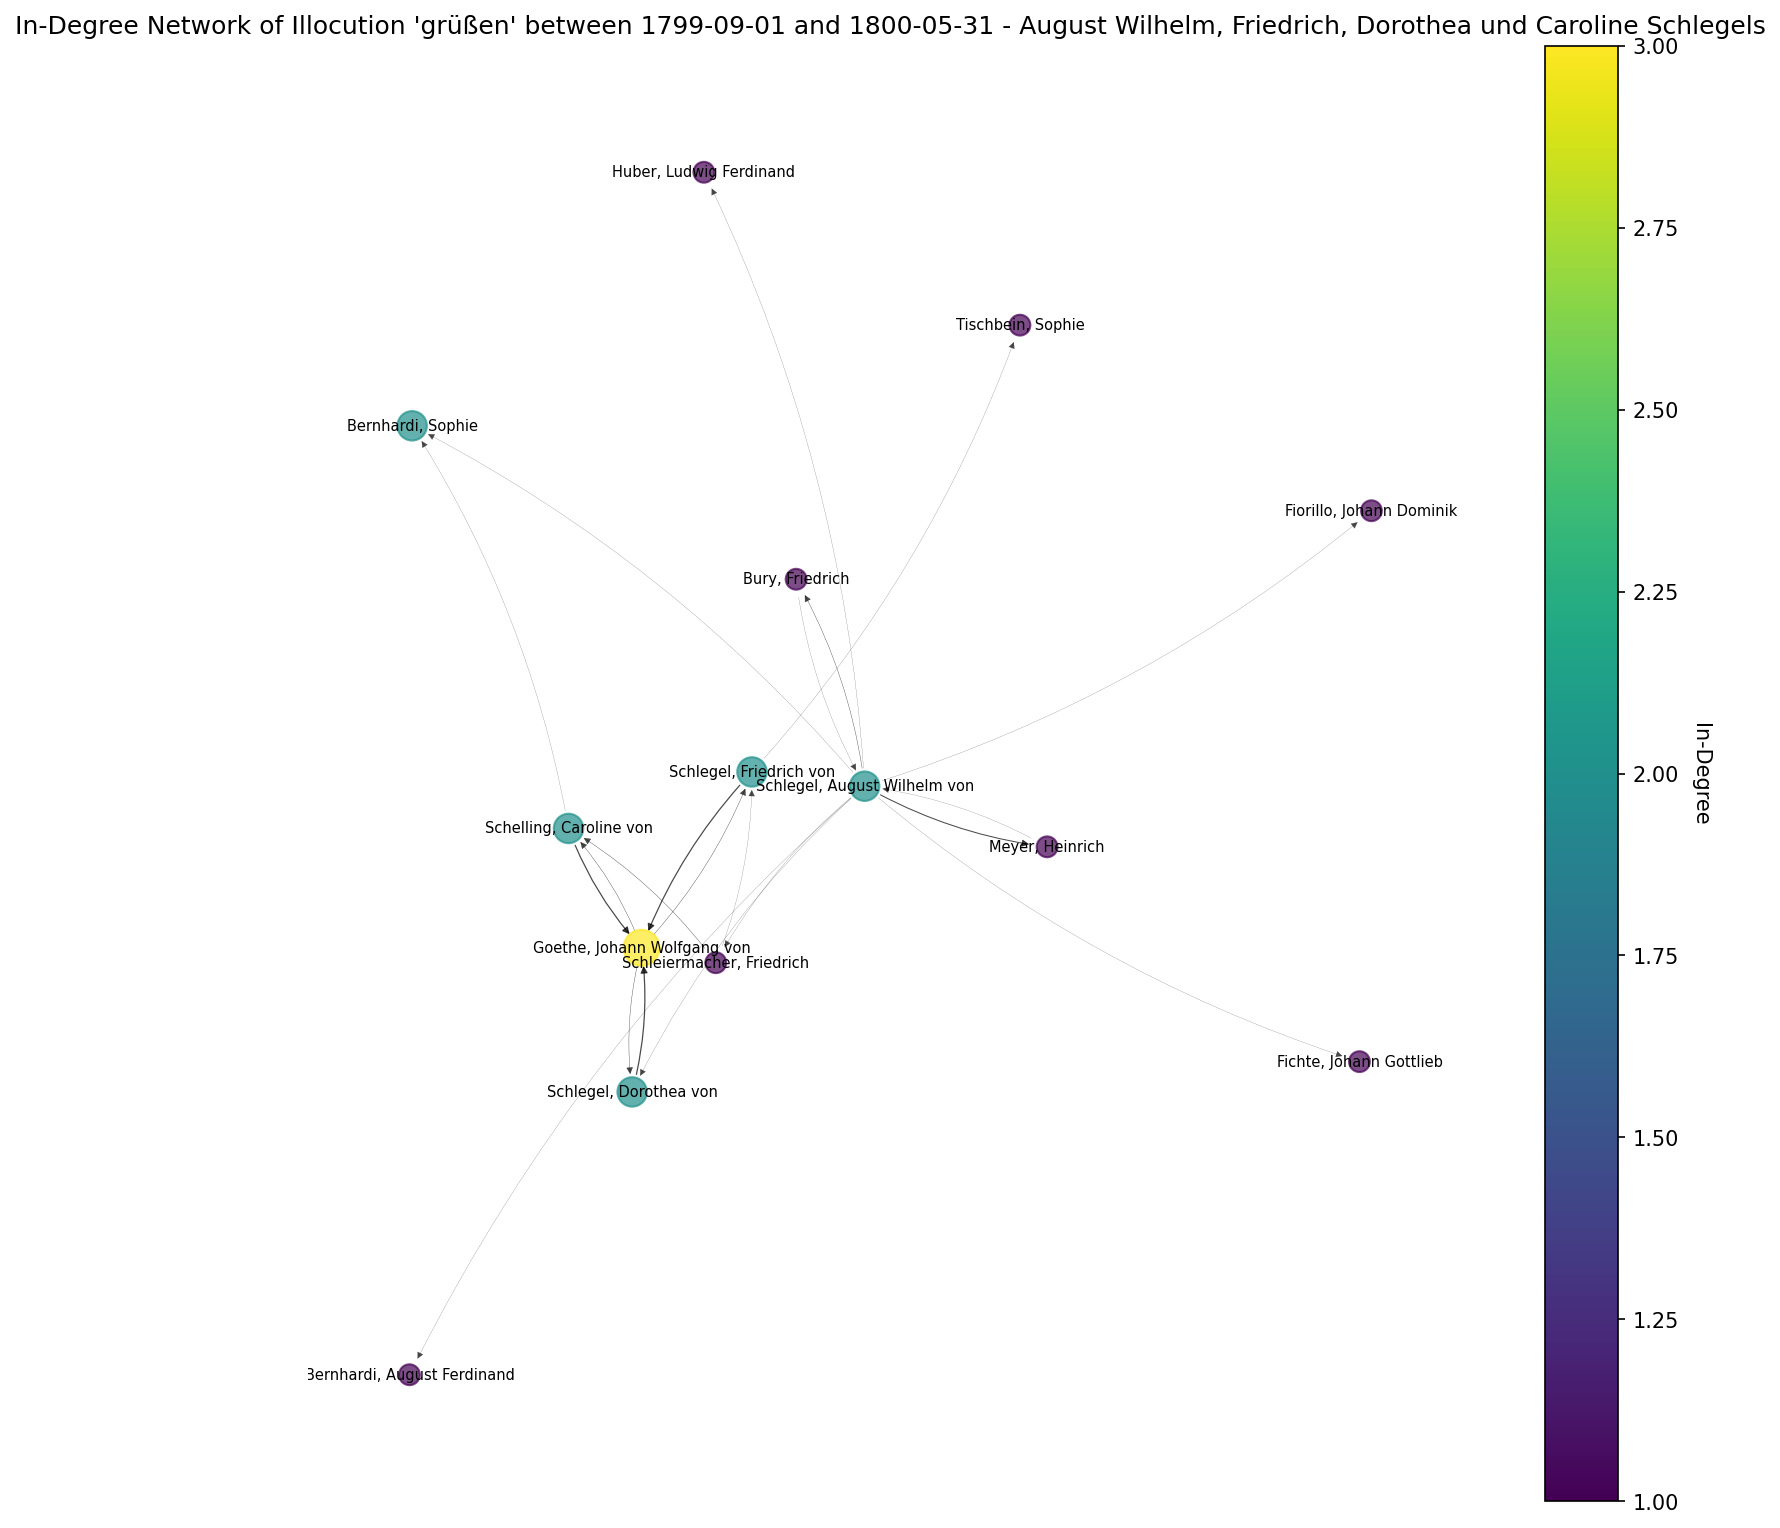 In-Degree Network of Illocution 'grüßen' between 1799-09-01 and 1800-05-31 - August Wilhelm, Friedrich, Dorothea und Caroline Schlegels
3.00
Huber, Ludwig Ferdinand
2.75
Tischbein, Sophie
2.50
Bernhardi, Sophie
Fiorillo, Johann Dominik
Bury, Friedrich
2.25
Schlegel, Friedrich von
Schlegel, August Wilhelm von
2.00
In-Degree
Schelling, Caroline von
Meyer, Heinrich
Goethe, Johann Wolfgang von
Schleiermacher, Friedrich
1.75
Fichte, Johann Gottlieb
Schlegel, Dorothea von
1.50
1.25
Bernhardi, August Ferdinand
1.00